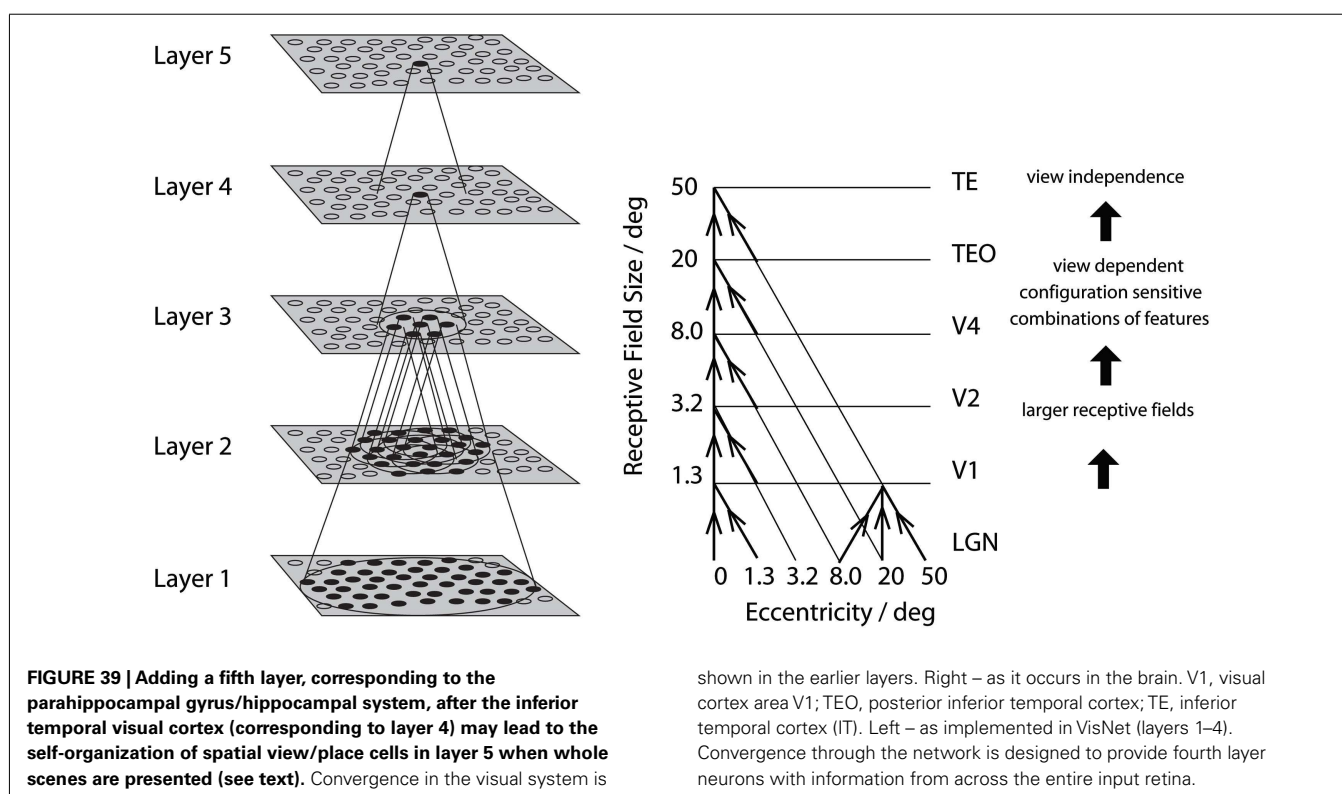 Layer 5
Layer 4
Layer 3
Layer 2
Layer 1
Receptive Field Size / deg
50
20
8.0
3.2
1.3
TE
TEO
V4
V2
V1
LGN
view independence
view dependent
configuration sensitive
combinations of features
larger receptive fields
0 1.3 3.2 8.0 20 50
Eccentricity / deg
FIGURE 39 | Adding a fifth layer, corresponding to the
parahippocampal gyrus/hippocampal system, after the inferior
temporal visual cortex (corresponding to layer 4) may lead to the
self-organization of spatial view/place cells in layer 5 when whole
scenes are presented (see text). Convergence in the visual system is
shown in the earlier layers. Right – as it occurs in the brain. V1, visual
cortex area V1; TEO, posterior inferior temporal cortex; TE, inferior
temporal cortex (IT). Left – as implemented in VisNet (layers 1–4).
Convergence through the network is designed to provide fourth layer
neurons with information from across the entire input retina.